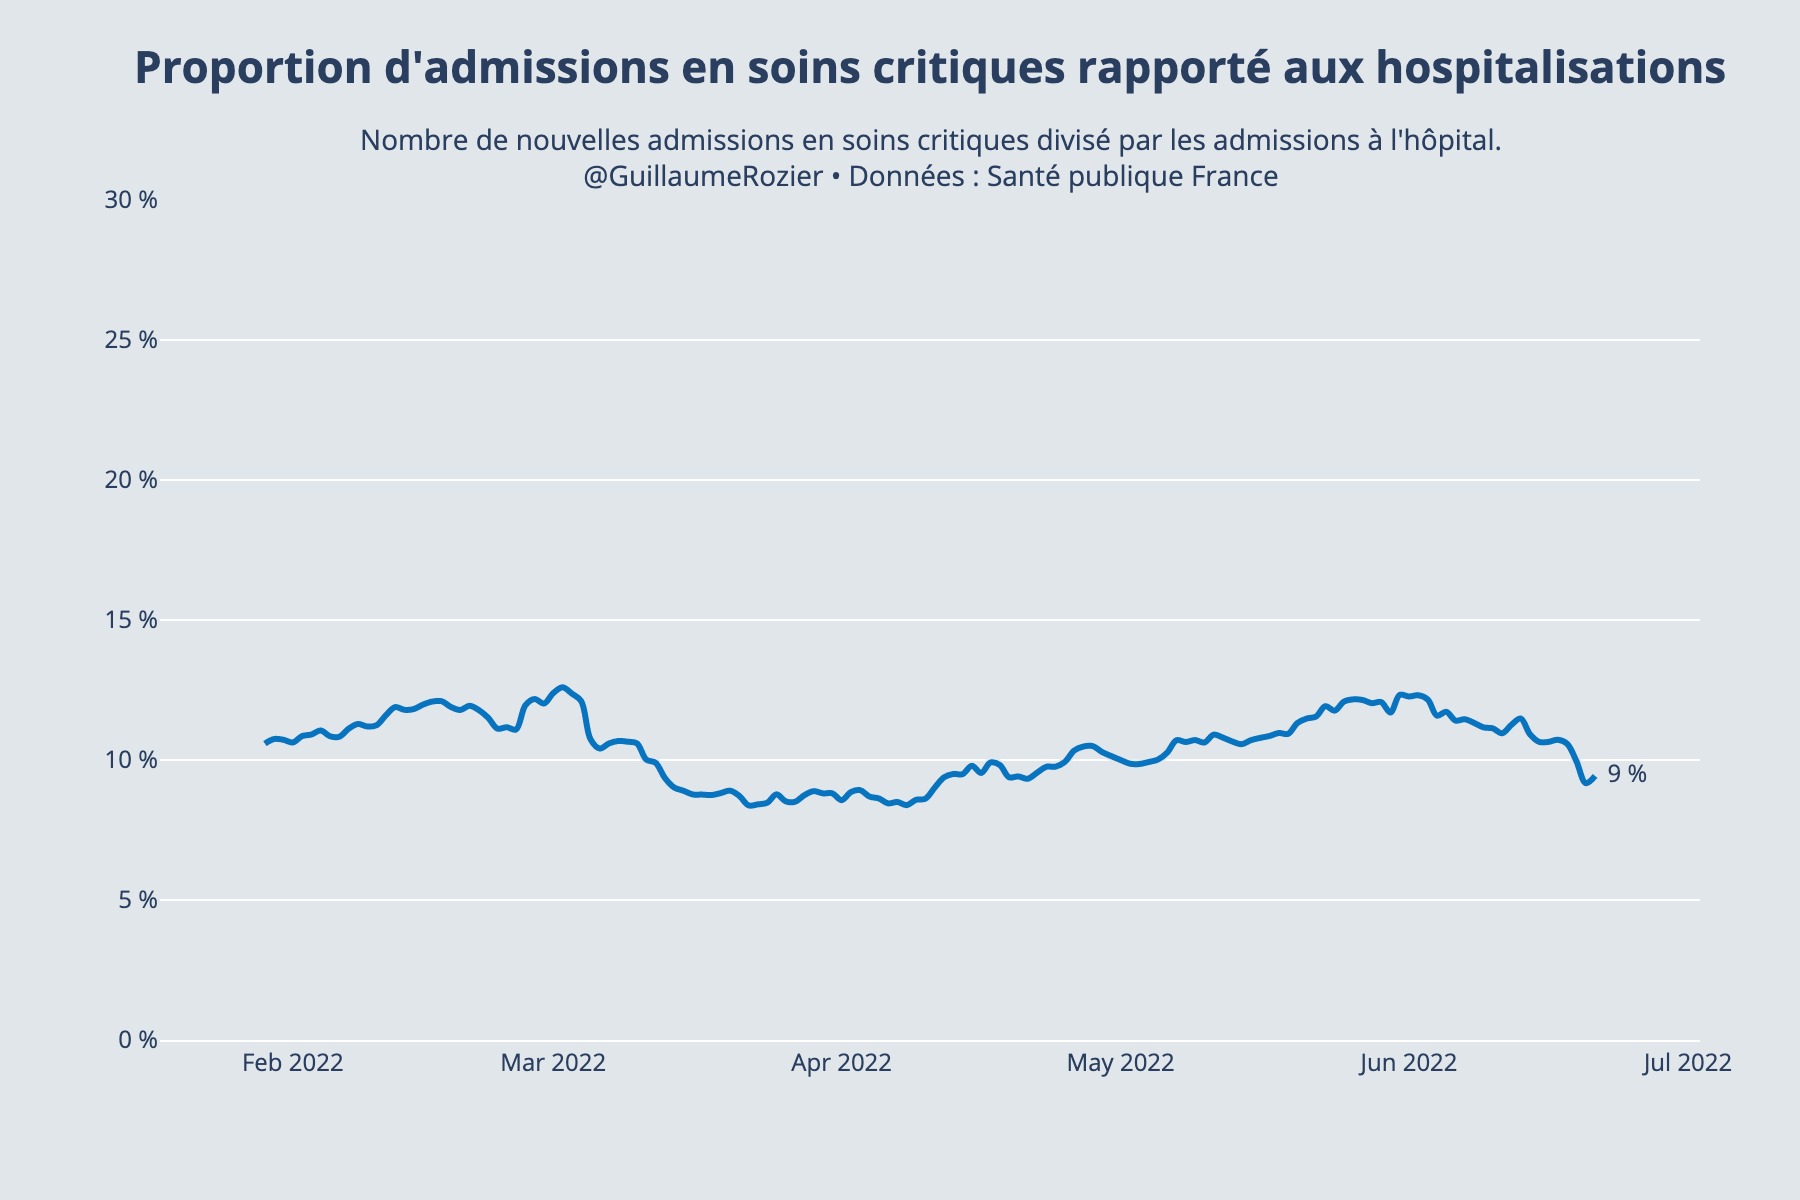 Proportion d'admissions en soins critiques rapporté aux hospitalisations
Nombre de nouvelles admissions en soins critiques divisé par les admissions à l'hôpital.
@GuillaumeRozier • Données : Santé publique France
30 %
25 %
20 %
15 %
10 %
9 %
5 %
0 %
Feb 2022 Mar 2022 Apr 2022 May 2022 Jun 2022 Jul 2022